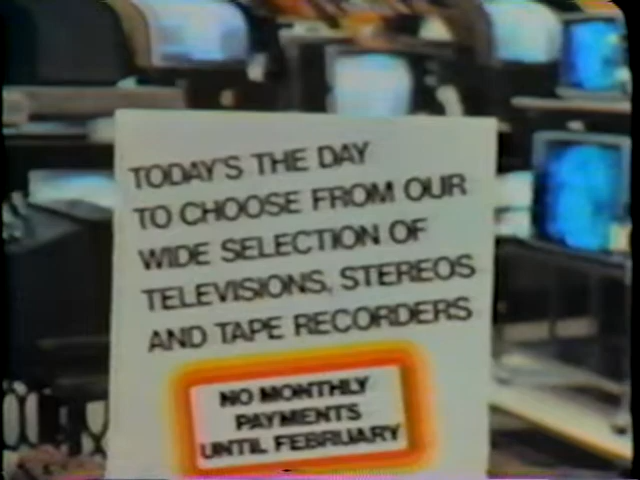 TODAY'S THE DAY
TO CHOOSE FROM OUR
WIDE SELECTION OF
TELEVISIONS, STEREOS
AND TAPE RECORDERS
NO MONTHLY
PAYMENTS
UNTIL FEBRUARY